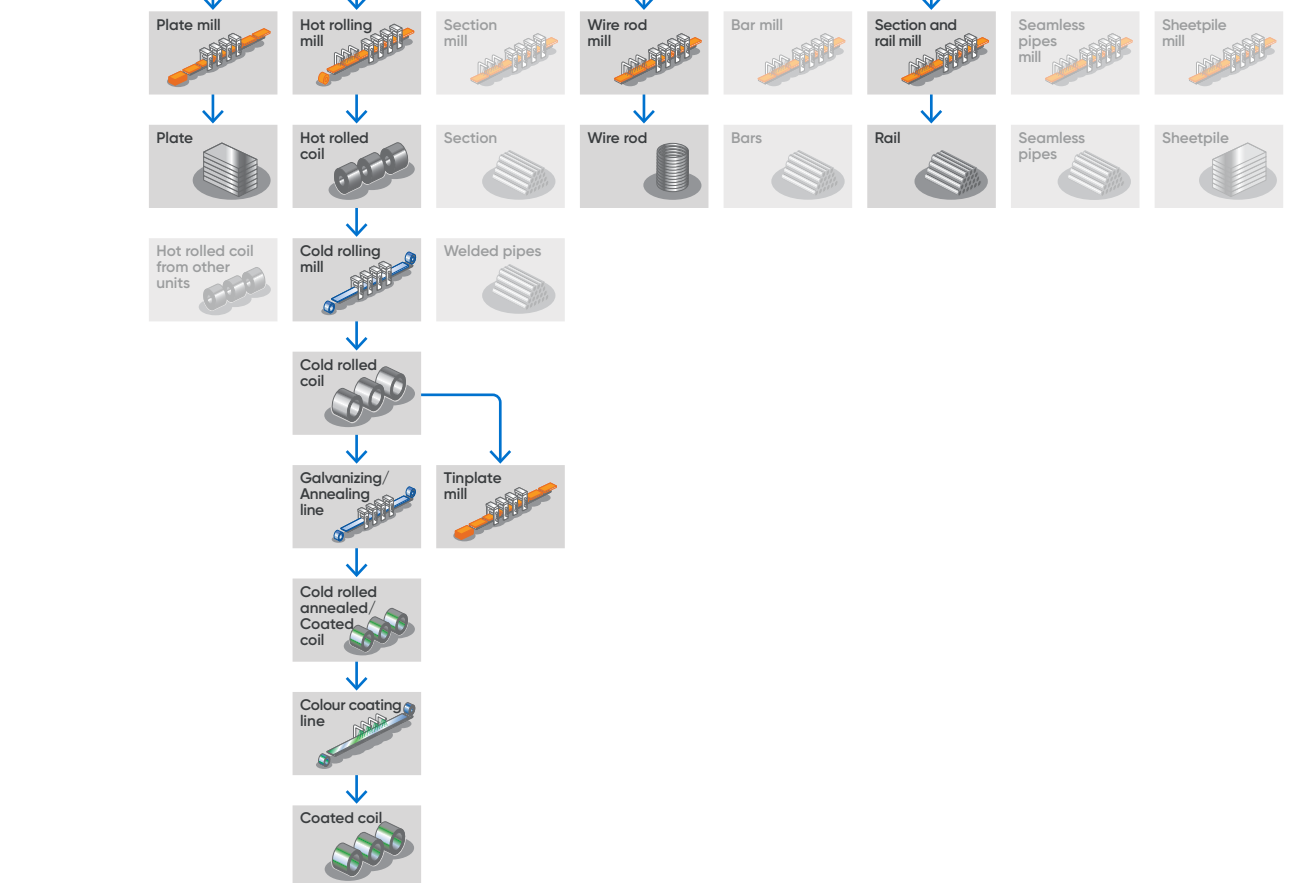 Plate mill
Hot rolling
mill
Section
mill
Wire rod
mill
Bar mill
Section and
rail mill
Seamless
pipes
mill
Sheetpile
mill
Plate
Hot rolled
coil
Section
Wire rod
Bars
Rail
Seamless
pipes
Sheetpile
Hot rolled coil
from other
units
Cold rolling
mill
Welded pipes
Cold rolled
coil
Galvanizing/
Annealing
line
Tinplate
mill
Cold rolled
annealed/
Coated
coil
Colour coating
line
Coated coil